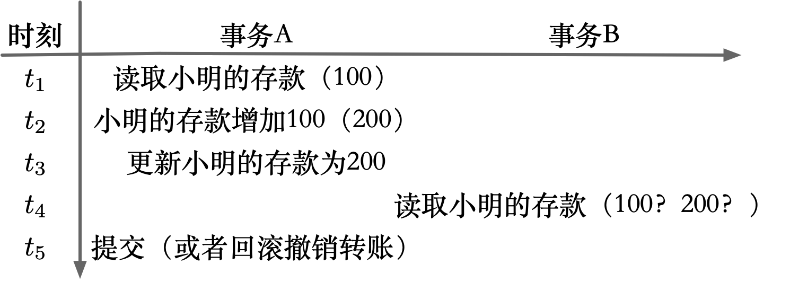 时刻 事务A 事务B
t1 读取小明的存款（100）
t2 小明的存款增加100（200）
t3 更新小明的存款为200
t4 读取小明的存款（100？200？）
t5 提交（或者回滚撤销转账）